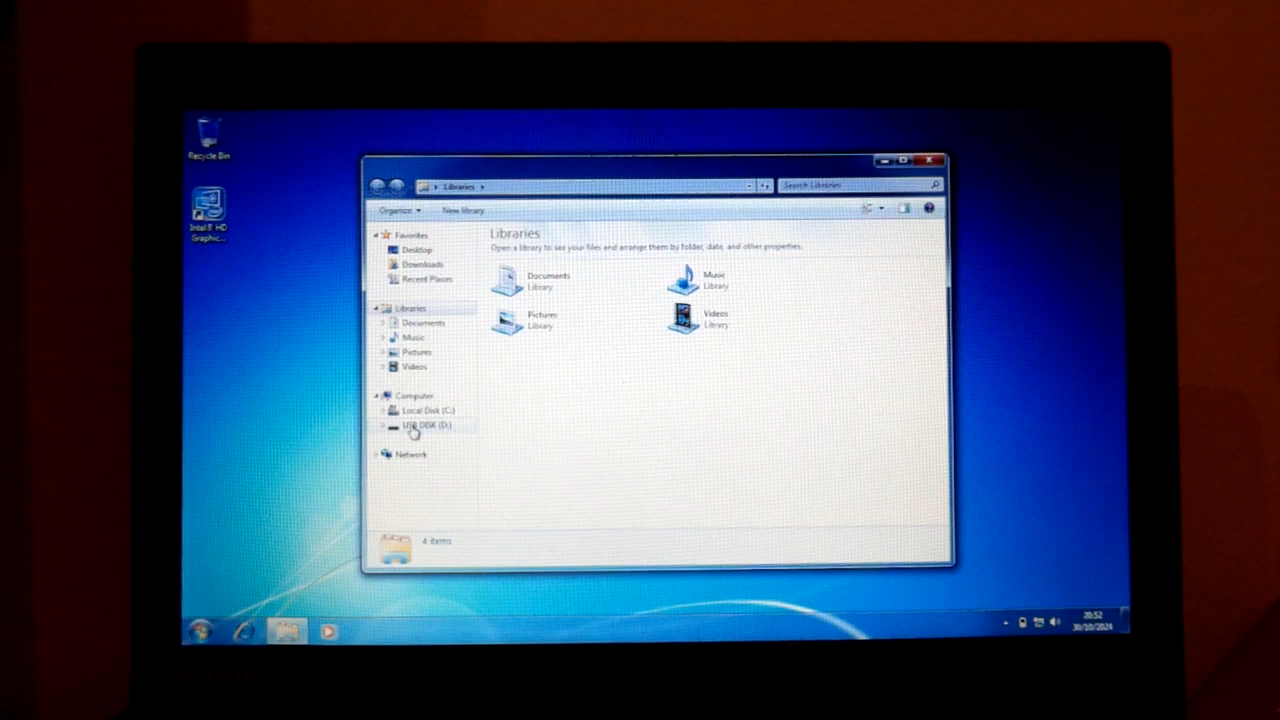 Recycle Bin
Intel® HD
Graphic...
Libraries
Search Libraries
Organize
New library
Favorites
Desktop
Downloads
Recent Places
Libraries
Documents
Music
Pictures
Videos
Computer
Local Disk (C:)
USB DISK (D:)
Network
Libraries
Open a library to see your files and arrange them by folder, date, and other properties.
Documents
Library
Music
Library
Pictures
Library
Videos
Library
4 items
20:52
30/10/2024